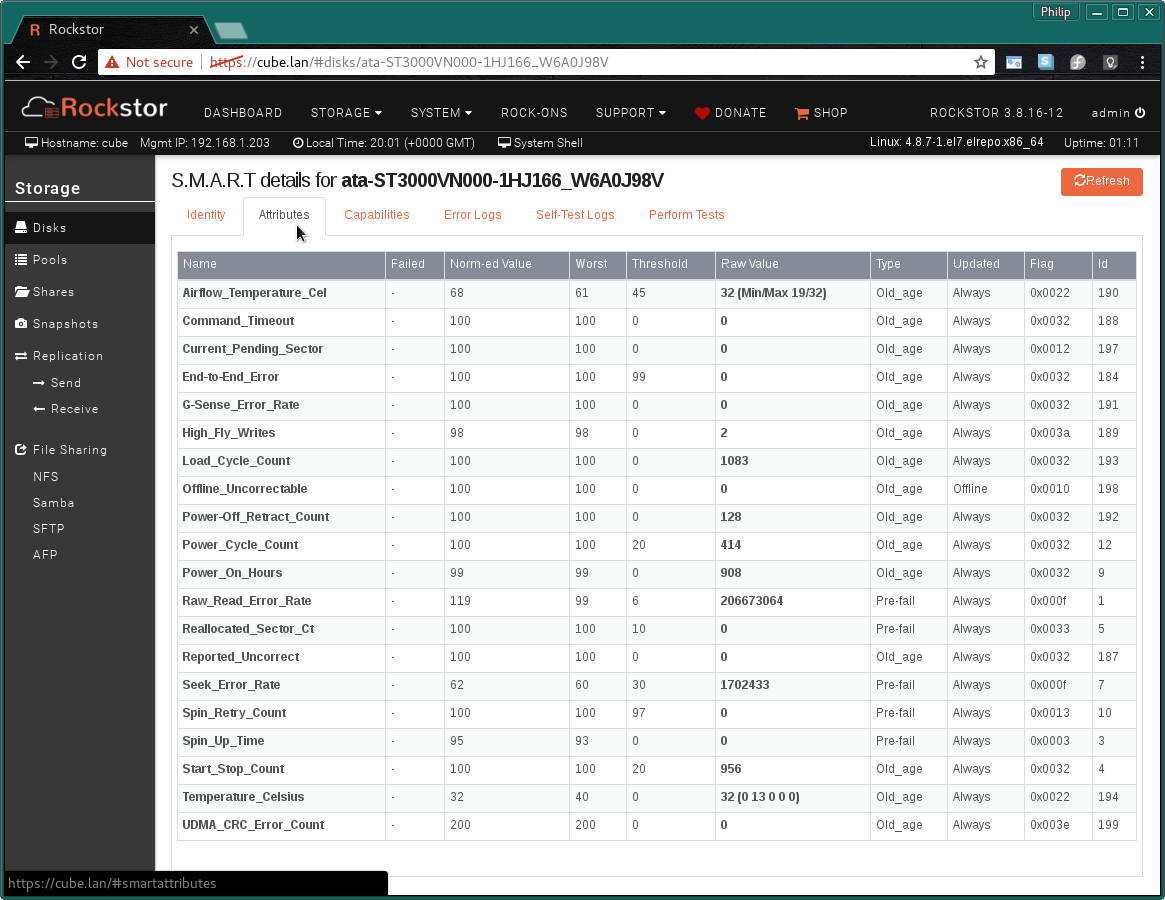 Philip
R Rockstor
Not secure https://cube.lan/#disks/ata-ST3000VN000-1HJ166_W6A0J98V
Rockstor DASHBOARD STORAGE SYSTEM ROCK-ONS SUPPORT DONATE SHOP ROCKSTOR 3.8.16-12 admin
Hostname: cube Mgmt IP: 192.168.1.203 Local Time: 20:01 (+0000 GMT) System Shell Linux: 4.8.7-1.el7.elrepo.x86_64 Uptime: 01:11
Storage
Disks
Pools
Shares
Snapshots
Replication
Send
Receive
File Sharing
NFS
Samba
SFTP
AFP
S.M.A.R.T details for ata-ST3000VN000-1HJ166_W6A0J98V Refresh
Identity Attributes Capabilities Error Logs Self-Test Logs Perform Tests
Name Failed Norm-ed Value Worst Threshold Raw Value Type Updated Flag Id
Airflow_Temperature_Cel - 68 61 45 32 (Min/Max 19/32) Old_age Always 0x0022 190
Command_Timeout - 100 100 0 0 Old_age Always 0x0032 188
Current_Pending_Sector - 100 100 0 0 Old_age Always 0x0012 197
End-to-End_Error - 100 100 99 0 Old_age Always 0x0032 184
G-Sense_Error_Rate - 100 100 0 0 Old_age Always 0x0032 191
High_Fly_Writes - 98 98 0 2 Old_age Always 0x003a 189
Load_Cycle_Count - 100 100 0 1083 Old_age Always 0x0032 193
Offline_Uncorrectable - 100 100 0 0 Old_age Offline 0x0010 198
Power-Off_Retract_Count - 100 100 0 128 Old_age Always 0x0032 192
Power_Cycle_Count - 100 100 20 414 Old_age Always 0x0032 12
Power_On_Hours - 99 99 0 908 Old_age Always 0x0032 9
Raw_Read_Error_Rate - 119 99 6 206673064 Pre-fail Always 0x000f 1
Reallocated_Sector_Ct - 100 100 10 0 Pre-fail Always 0x0033 5
Reported_Uncorrect - 100 100 0 0 Old_age Always 0x0032 187
Seek_Error_Rate - 62 60 30 1702433 Pre-fail Always 0x000f 7
Spin_Retry_Count - 100 100 97 0 Pre-fail Always 0x0013 10
Spin_Up_Time - 95 93 0 0 Pre-fail Always 0x0003 3
Start_Stop_Count - 100 100 20 956 Old_age Always 0x0032 4
Temperature_Celsius - 32 40 0 32 (0 13 0 0 0) Old_age Always 0x0022 194
UDMA_CRC_Error_Count - 200 200 0 0 Old_age Always 0x003e 199
https://cube.lan/#smartattributes